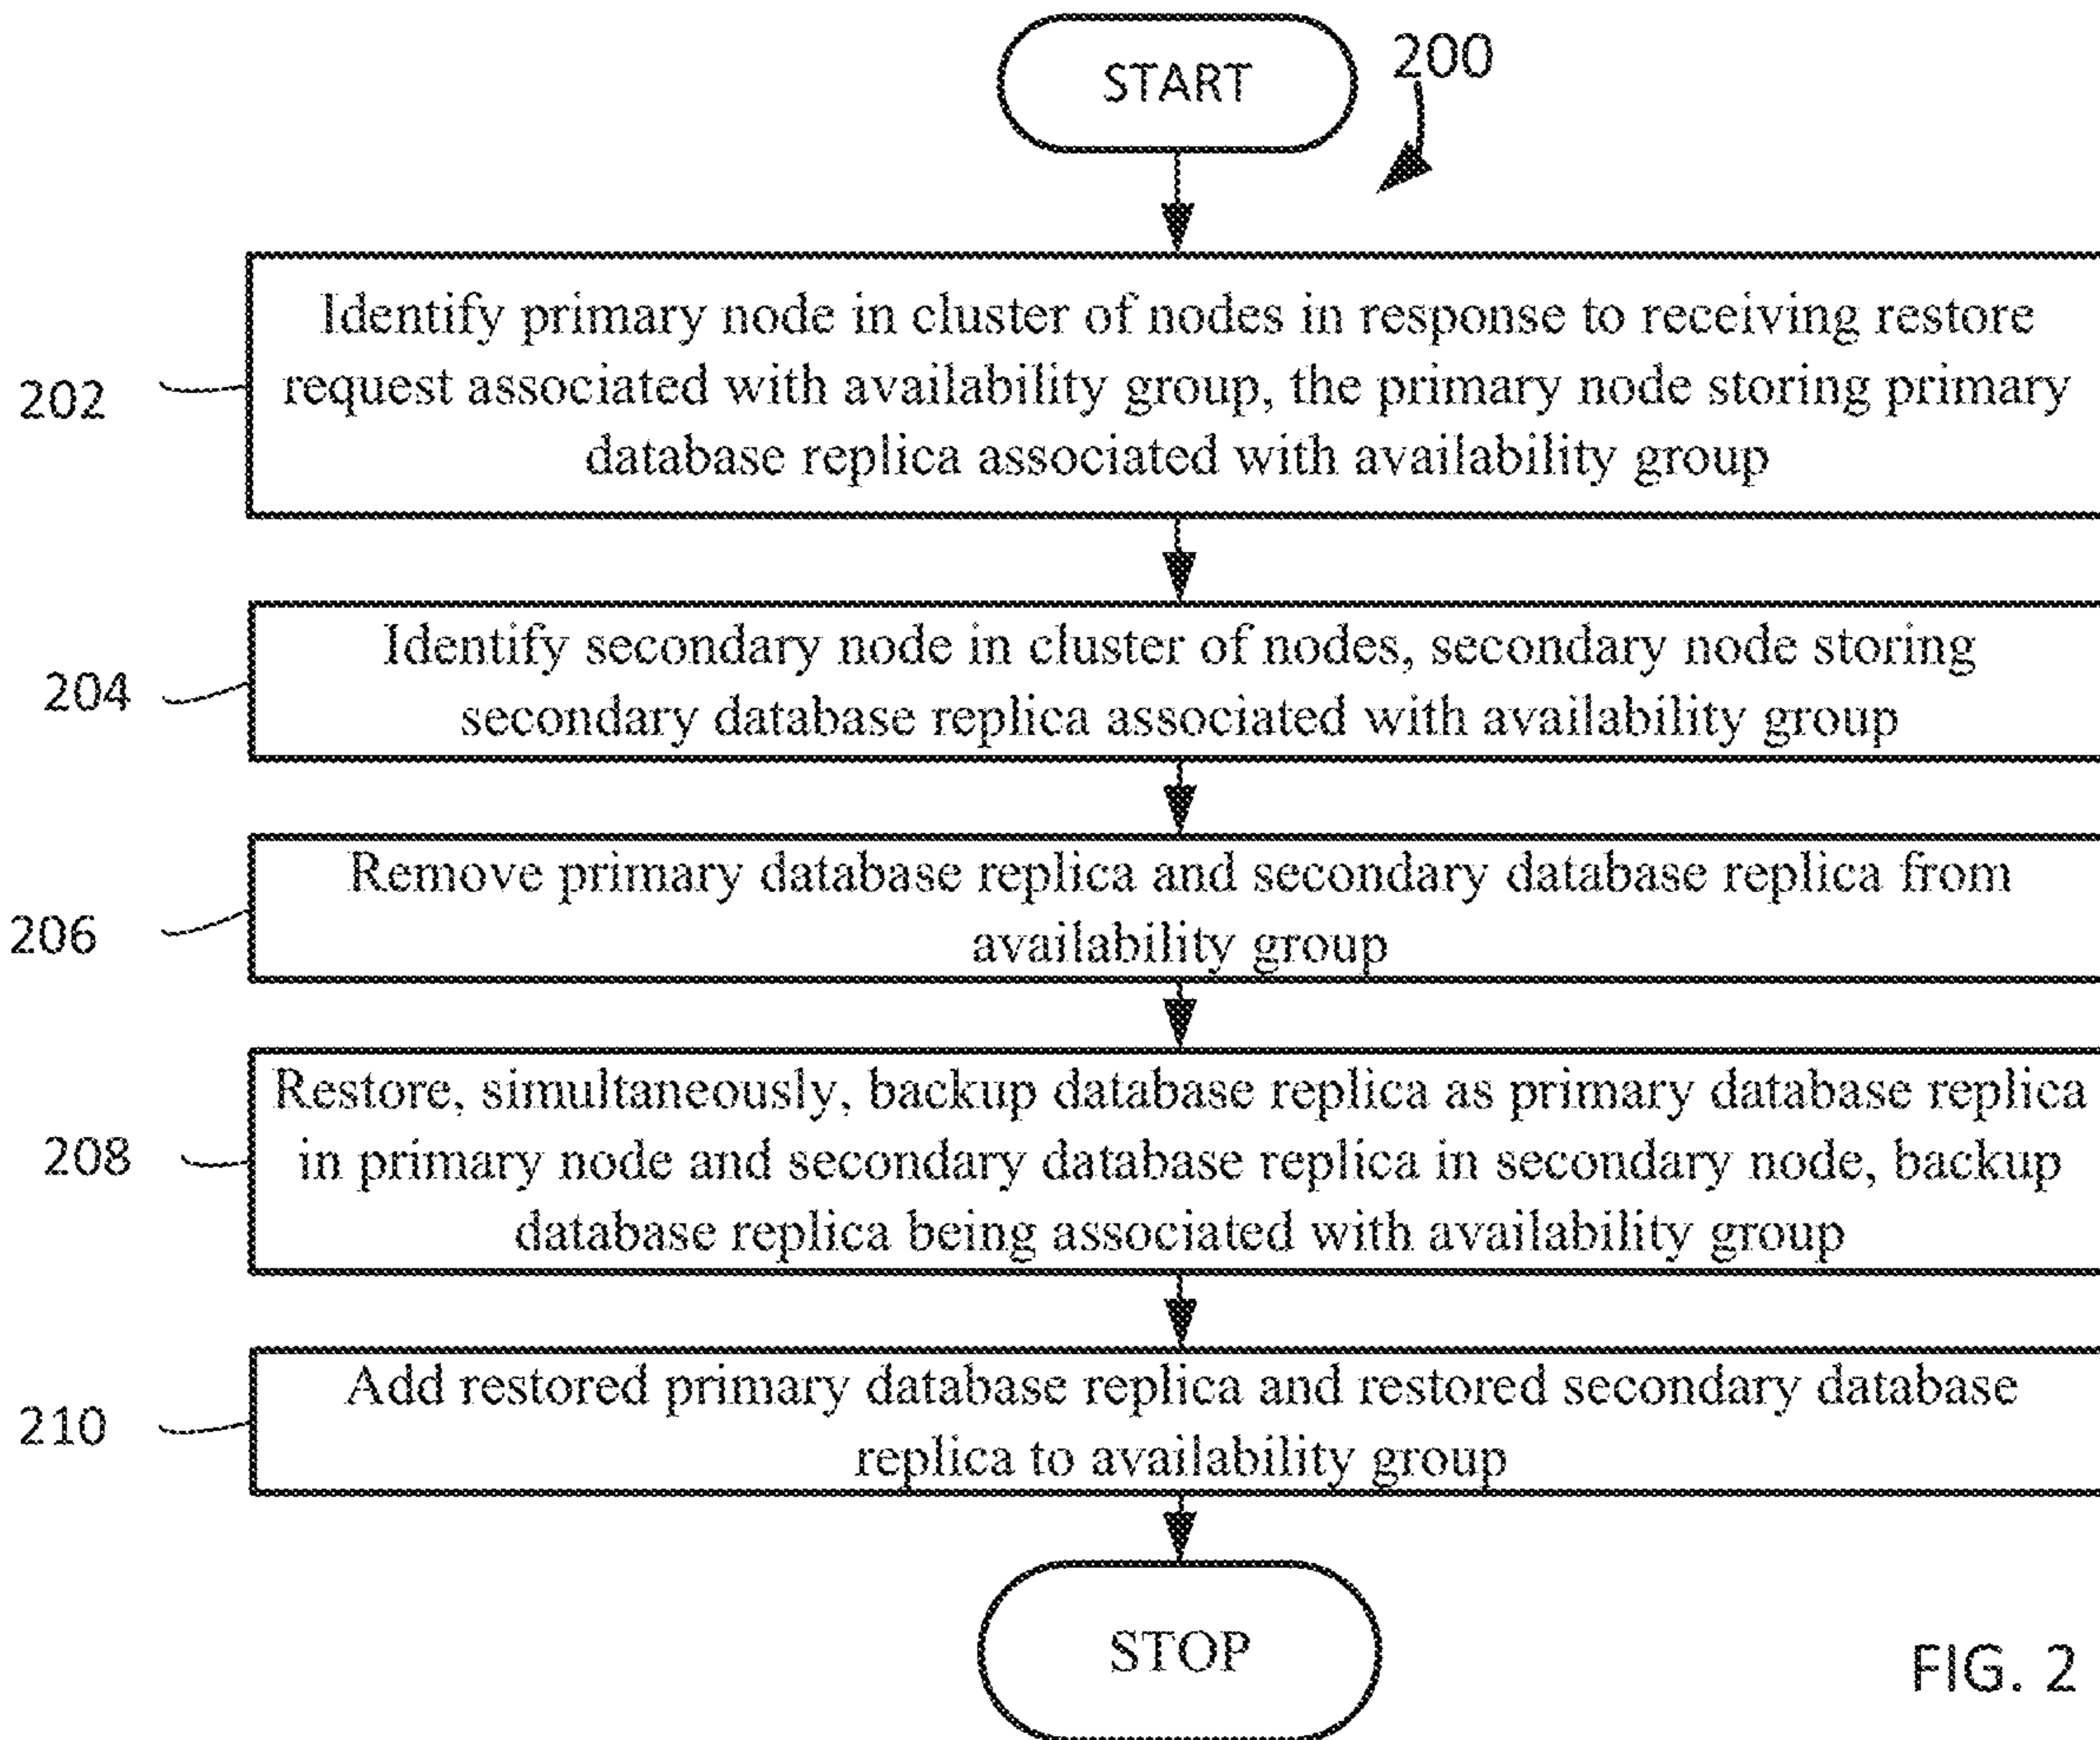 START
200
202
Identify primary node in cluster of nodes in response to receiving restore
request associated with availability group, the primary node storing primary
database replica associated with availability group
204
Identify secondary node in cluster of nodes, secondary node storing
secondary database replica associated with availability group
206
Remove primary database replica and secondary database replica from
availability group
208
Restore, simultaneously, backup database replica as primary database replica
in primary node and secondary database replica in secondary node, backup
database replica being associated with availability group
210
Add restored primary database replica and restored secondary database
replica to availability group
STOP
FIG. 2